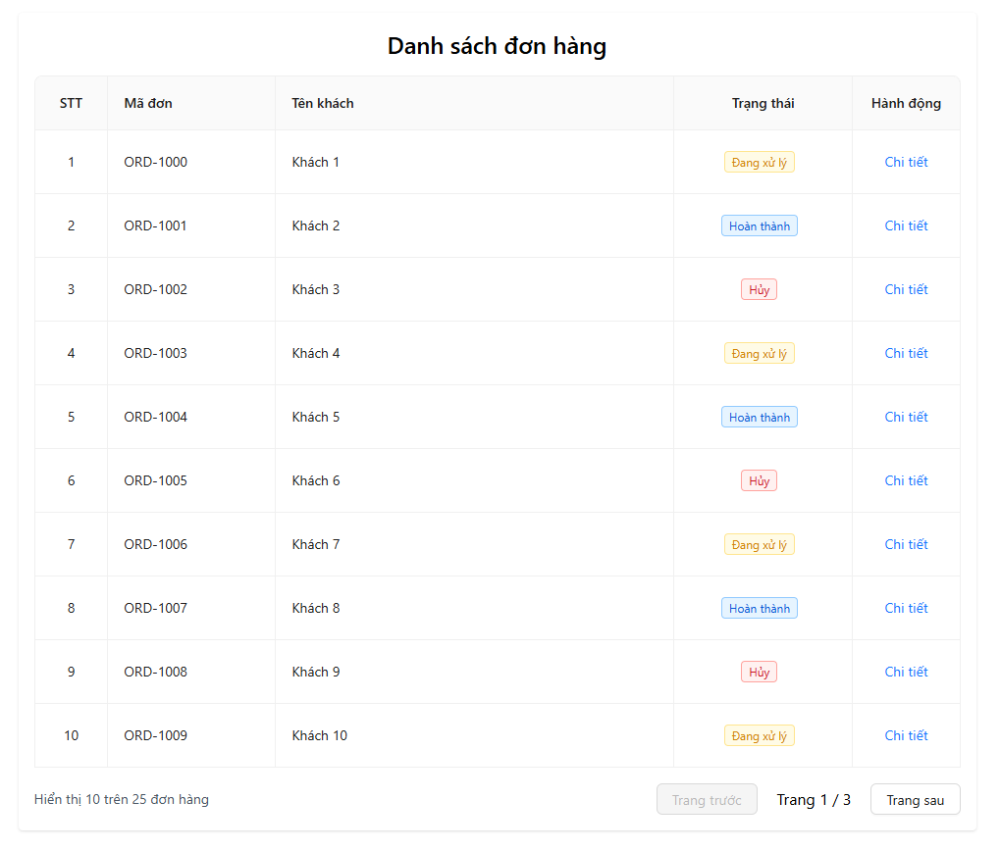 Danh sách đơn hàng
STT Mã đơn Tên khách Trạng thái Hành động
1 ORD-1000 Khách 1 Đang xử lý Chi tiết
2 ORD-1001 Khách 2 Hoàn thành Chi tiết
3 ORD-1002 Khách 3 Hủy Chi tiết
4 ORD-1003 Khách 4 Đang xử lý Chi tiết
5 ORD-1004 Khách 5 Hoàn thành Chi tiết
6 ORD-1005 Khách 6 Hủy Chi tiết
7 ORD-1006 Khách 7 Đang xử lý Chi tiết
8 ORD-1007 Khách 8 Hoàn thành Chi tiết
9 ORD-1008 Khách 9 Hủy Chi tiết
10 ORD-1009 Khách 10 Đang xử lý Chi tiết
Hiển thị 10 trên 25 đơn hàng Trang trước Trang 1 / 3 Trang sau